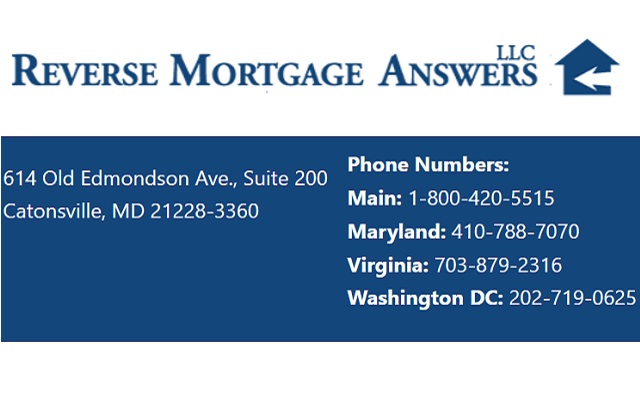 REVERSE MORTGAGE ANSWERS LLC
614 Old Edmondson Ave., Suite 200
Catonsville, MD 21228-3360
Phone Numbers:
Main: 1-800-420-5515
Maryland: 410-788-7070
Virginia: 703-879-2316
Washington DC: 202-719-0625